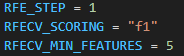 RFE_STEP = 1
RFECV_SCORING = "f1"
RFECV_MIN_FEATURES = 5